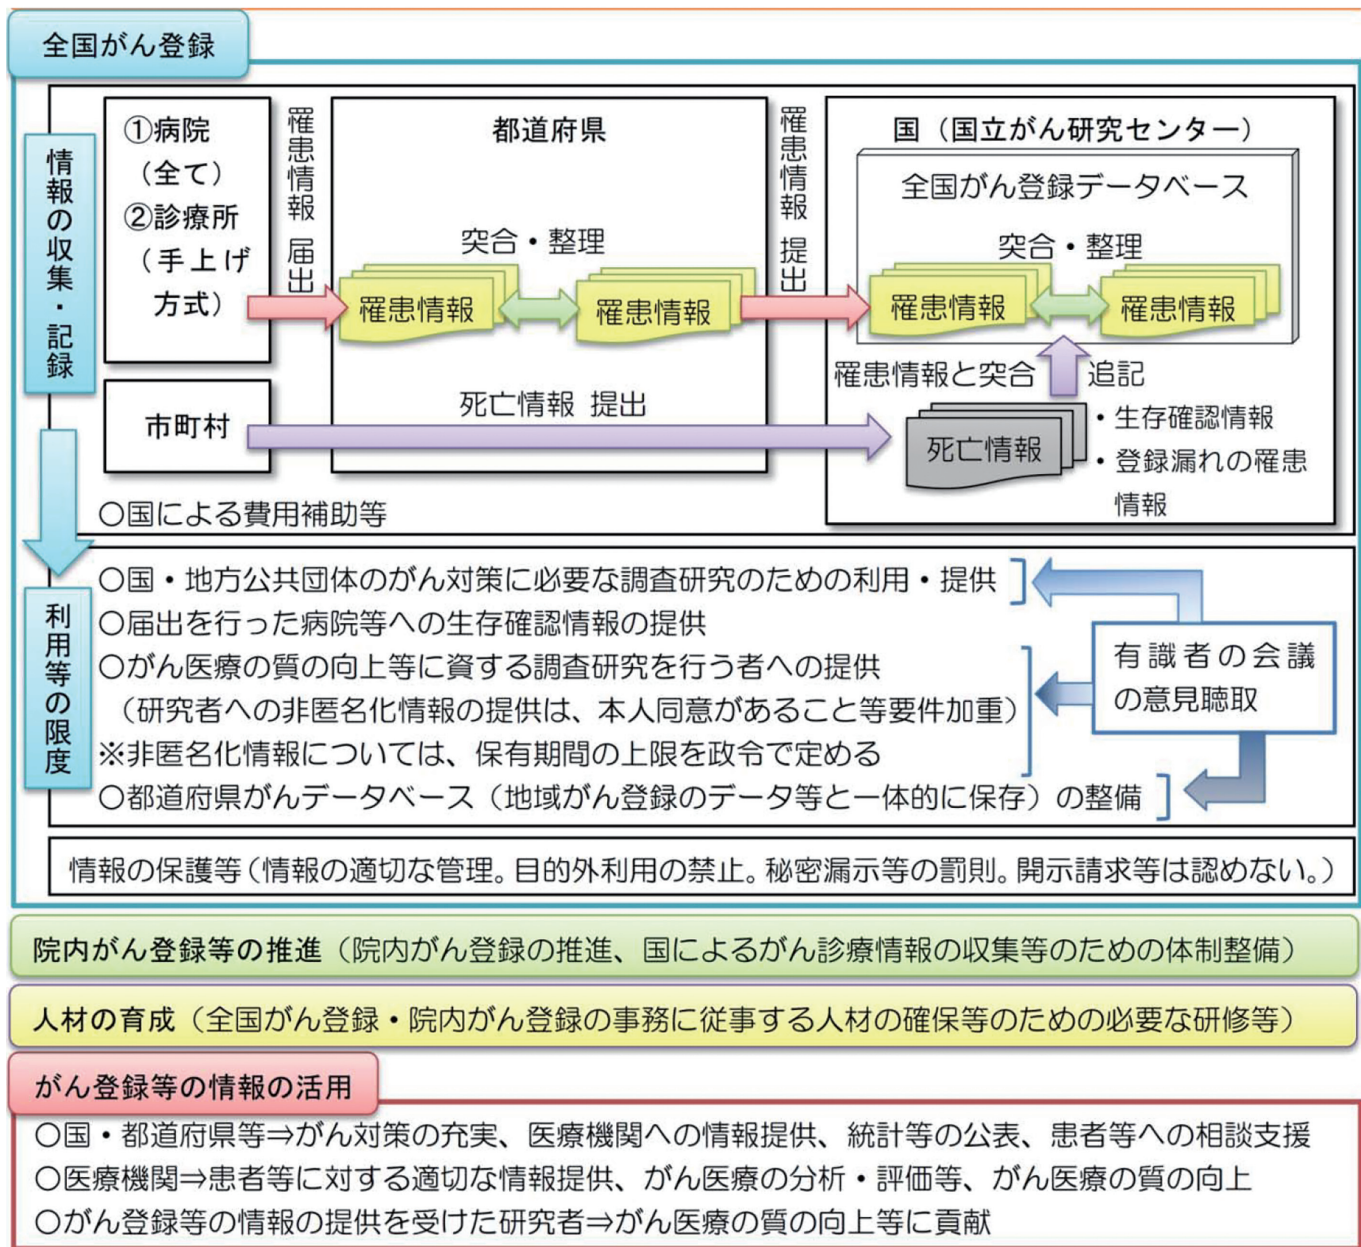 全国がん登録
情報の収集・記録
①病院
（全て）
②診療所
（手上げ
方式）
罹患情報 届出
都道府県
突合・整理
罹患情報
罹患情報
罹患情報 提出
国（国立がん研究センター）
全国がん登録データベース
突合・整理
罹患情報
罹患情報
罹患情報と突合
追記
市町村
死亡情報 提出
死亡情報
・生存確認情報
・登録漏れの罹患
情報
〇国による費用補助等
利用等の限度
〇国・地方公共団体のがん対策に必要な調査研究のための利用・提供
〇届出を行った病院等への生存確認情報の提供
〇がん医療の質の向上等に資する調査研究を行う者への提供
（研究者への非匿名化情報の提供は、本人同意があること等要件加重）
※非匿名化情報については、保有期間の上限を政令で定める
〇都道府県がんデータベース（地域がん登録のデータ等と一体的に保存）の整備
有識者の会議
の意見聴取
情報の保護等（情報の適切な管理。目的外利用の禁止。秘密漏示等の罰則。開示請求等は認めない。）
院内がん登録等の推進（院内がん登録の推進、国によるがん診療情報の収集等のための体制整備）
人材の育成（全国がん登録・院内がん登録の事務に従事する人材の確保等のための必要な研修等）
がん登録等の情報の活用
〇国・都道府県等⇒がん対策の充実、医療機関への情報提供、統計等の公表、患者等への相談支援
〇医療機関⇒患者等に対する適切な情報提供、がん医療の分析・評価等、がん医療の質の向上
〇がん登録等の情報の提供を受けた研究者⇒がん医療の質の向上等に貢献